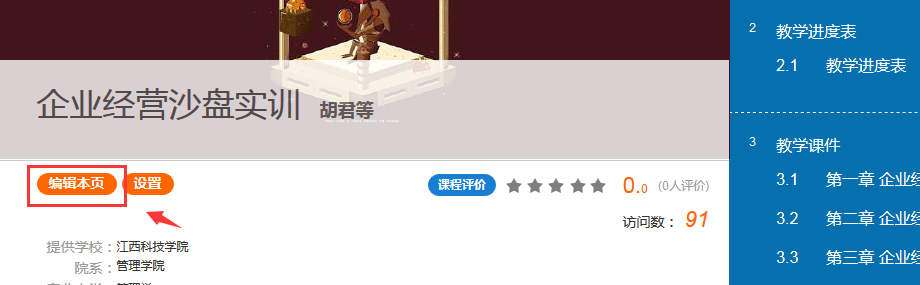 企业经营沙盘实训 胡君等
编辑本页 设置
课程评价 0.0 (0人评价)
访问数： 91
提供学校：江西科技学院
院系：管理学院
2 教学进度表
2.1 教学进度表
3 教学课件
3.1 第一章 企业经
3.2 第二章 企业经
3.3 第三章 企业经